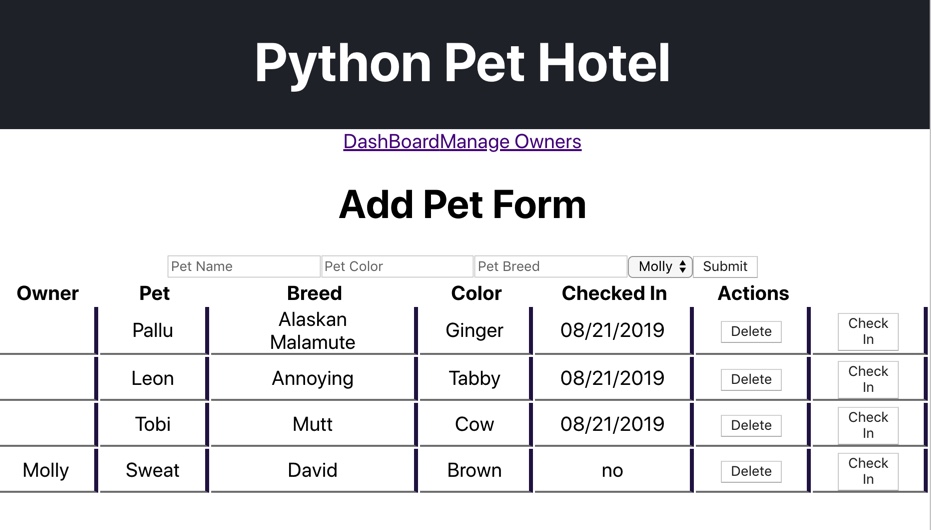 Python Pet Hotel
DashBoardManage Owners
Add Pet Form
Pet Name Pet Color Pet Breed Molly Submit
Owner Pet Breed Color Checked In Actions
Pallu Alaskan Malamute Ginger 08/21/2019 Delete Check In
Leon Annoying Tabby 08/21/2019 Delete Check In
Tobi Mutt Cow 08/21/2019 Delete Check In
Molly Sweat David Brown no Delete Check In